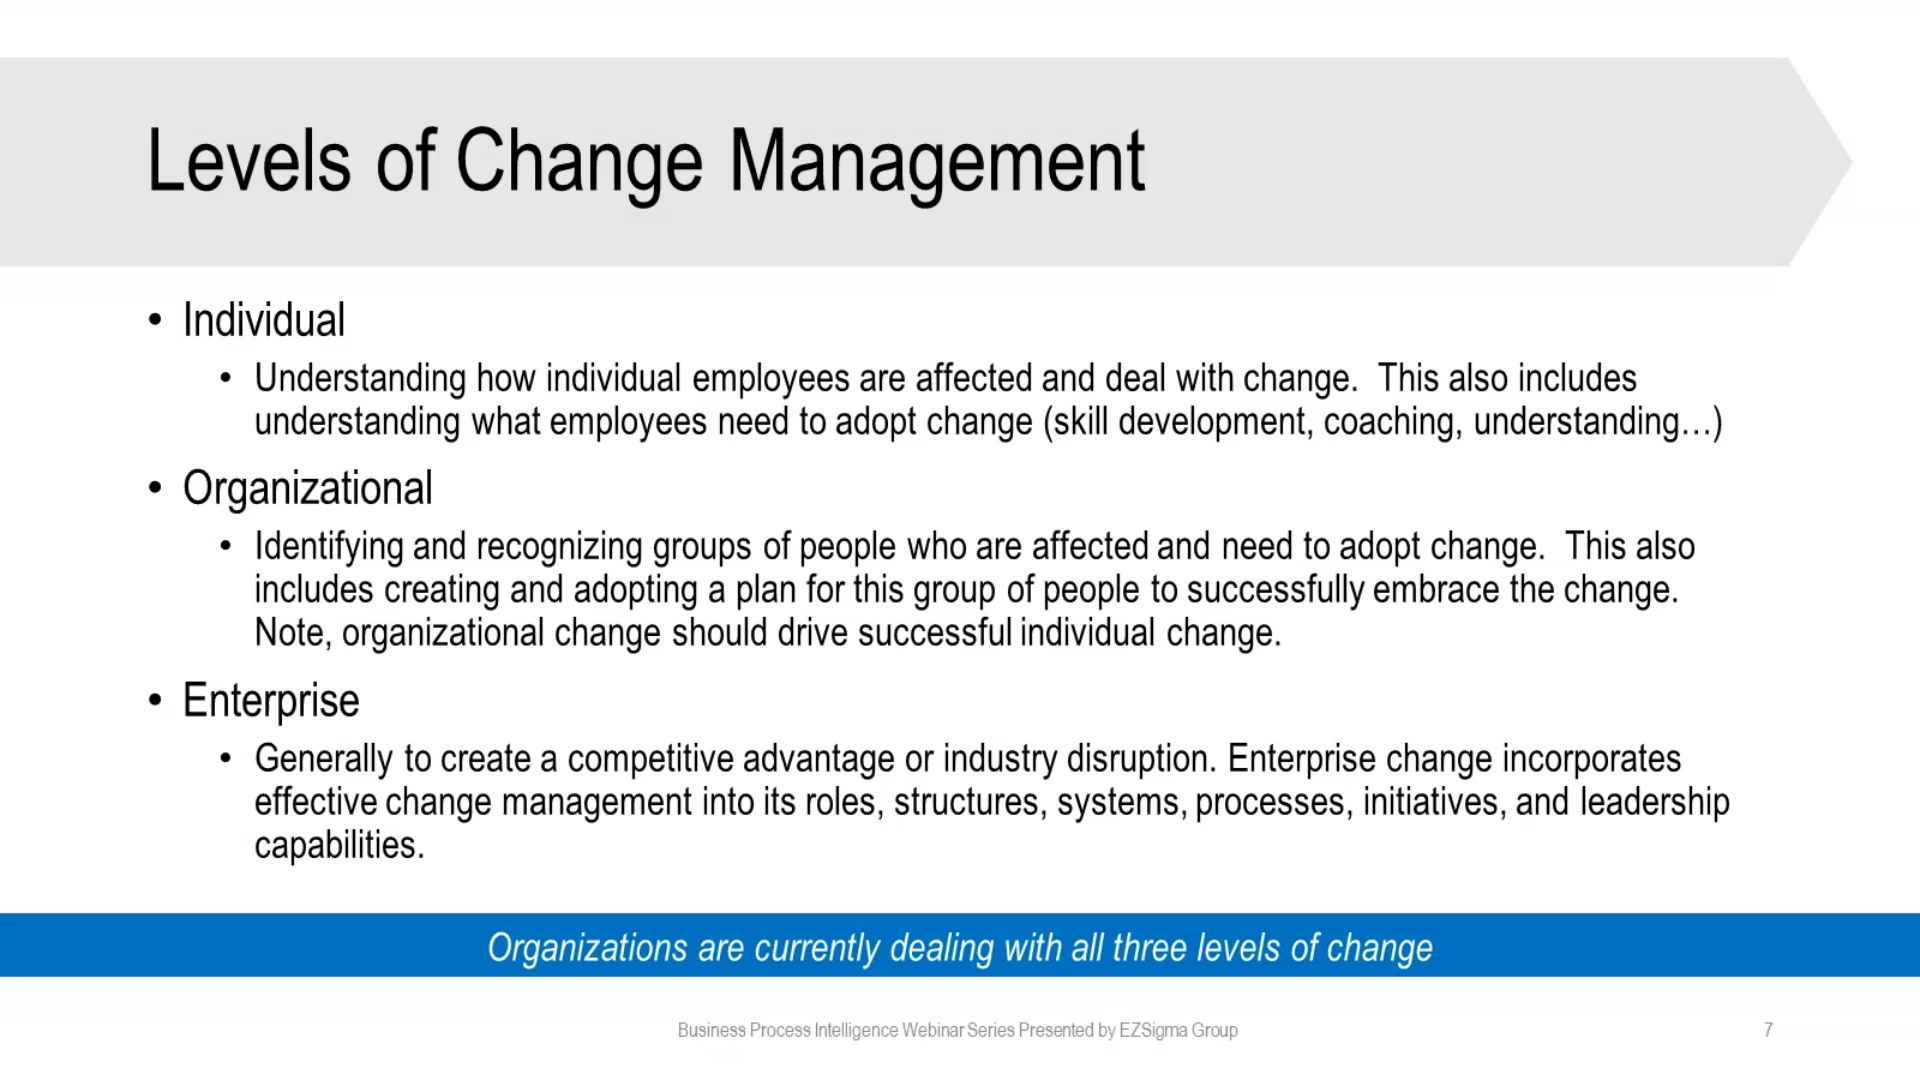 Levels of Change Management
• Individual
• Understanding how individual employees are affected and deal with change.  This also includes
understanding what employees need to adopt change (skill development, coaching, understanding…)
• Organizational
• Identifying and recognizing groups of people who are affected and need to adopt change.  This also
includes creating and adopting a plan for this group of people to successfully embrace the change.
Note, organizational change should drive successful individual change.
• Enterprise
• Generally to create a competitive advantage or industry disruption. Enterprise change incorporates
effective change management into its roles, structures, systems, processes, initiatives, and leadership
capabilities.
Organizations are currently dealing with all three levels of change
Business Process Intelligence Webinar Series Presented by EZSigma Group
7